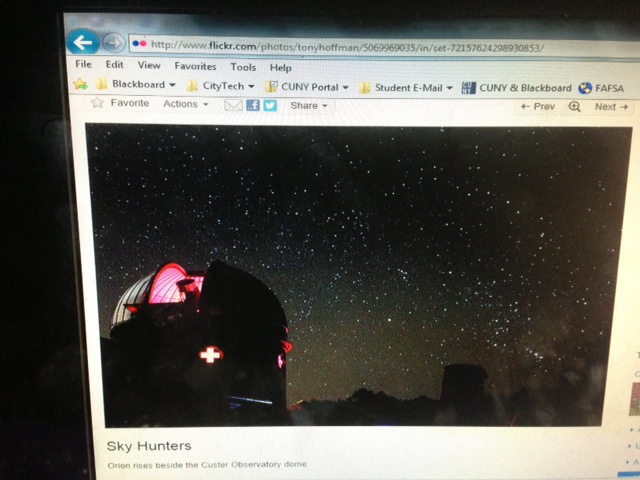 http://www.flickr.com/photos/tonyhoffman/5069969035/in/set-72157624298930853/
File Edit View Favorites Tools Help
Blackboard CityTech CUNY Portal Student E-Mail CUNY & Blackboard FAFSA
Favorite Actions f Share ← Prev Next →
Sky Hunters
Orion rises beside the Custer Observatory dome.